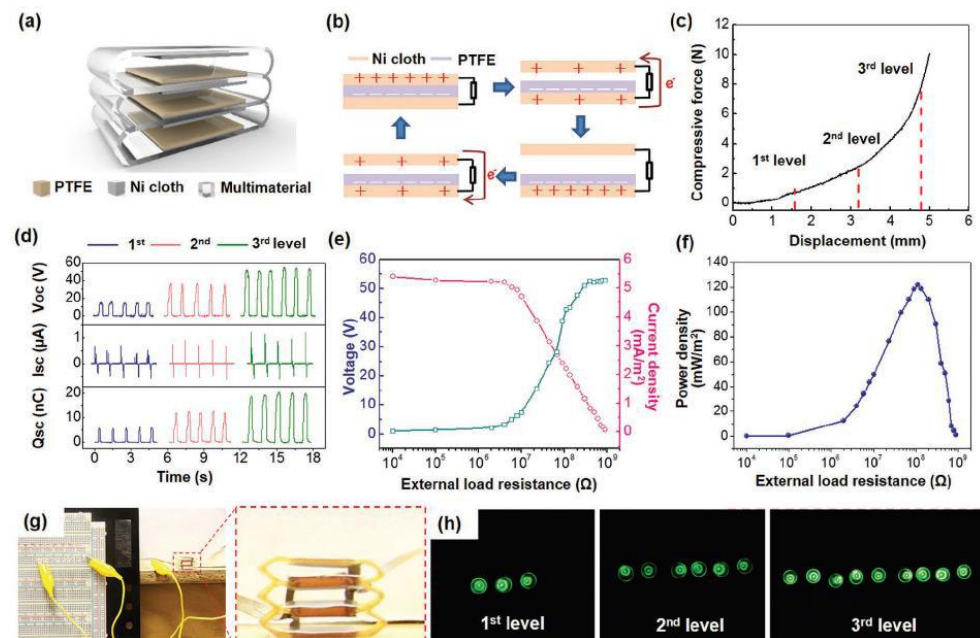 (a)
PTFE Ni cloth Multimaterial
(b)
Ni cloth PTFE
+ + + + + + +
+ + +
+ + +
e-
+ + +
+ + +
e-
+ + + + + + +
(c)
Compressive force (N)
12
10
8
6
4
2
0
1st level
2nd level
3rd level
0 1 2 3 4 5 6
Displacement (mm)
(d)
1st 2nd 3rd level
Voc (V)
60
40
20
0
Isc (μA)
1
0
Qsc (nC)
20
10
0
0 3 6 9 12 15 18
Time (s)
(e)
Voltage (V)
60
50
40
30
20
10
0
Current density
(mA/m2)
6
5
4
3
2
1
0
10^4 10^5 10^6 10^7 10^8 10^9
External load resistance (Ω)
(f)
Power density
mW/m2)
140
120
100
80
60
40
20
0
10^4 10^5 10^6 10^7 10^8 10^9
External load resistance (Ω)
(g)
(h)
1st level
2nd level
3rd level